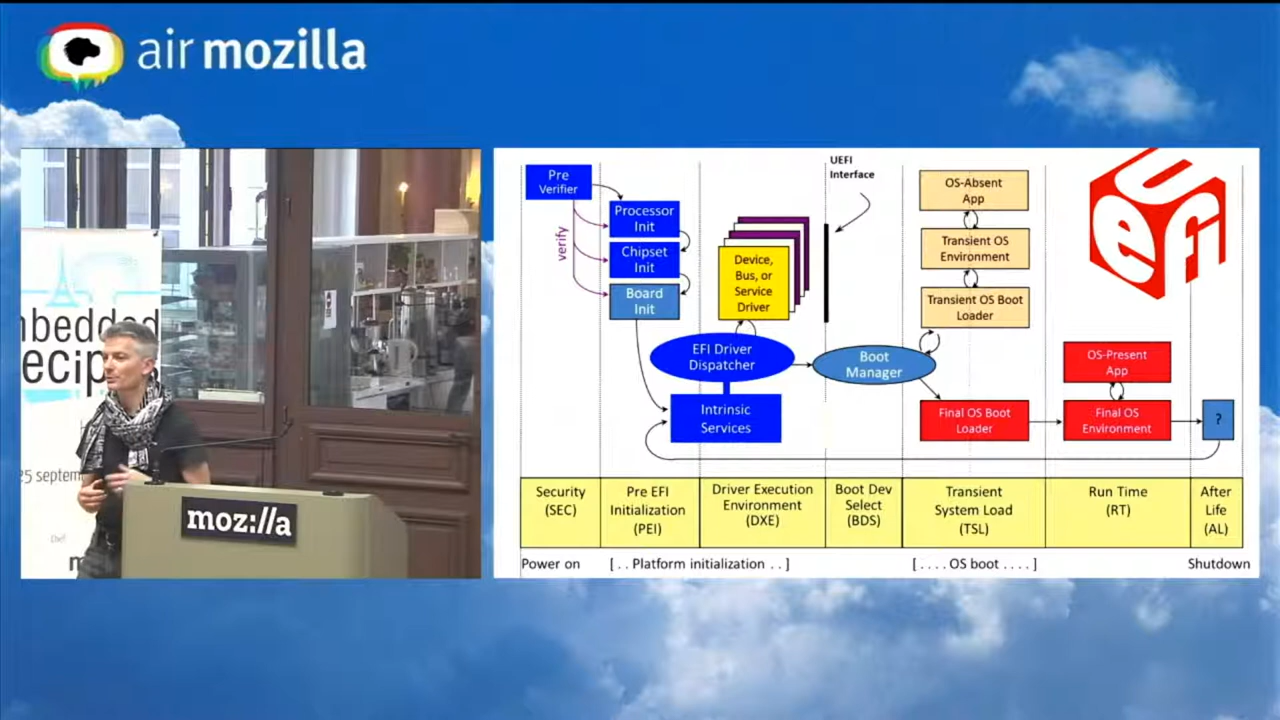 air mozilla
mbedded
ecip
25 septem
moz://a
UEFI
Interface
Pre
Verifier
verify
Processor
Init
Chipset
Init
Board
Init
Device,
Bus, or
Service
Driver
EFI Driver
Dispatcher
Intrinsic
Services
Boot
Manager
OS-Absent
App
Transient OS
Environment
Transient OS Boot
Loader
Final OS Boot
Loader
OS-Present
App
Final OS
Environment
?
UEFI
Security
(SEC)
Pre EFI
Initialization
(PEI)
Driver Execution
Environment
(DXE)
Boot Dev
Select
(BDS)
Transient
System Load
(TSL)
Run Time
(RT)
After
Life
(AL)
Power on
[ . . Platform initialization . . ]
[ . . . . OS boot . . . . ]
Shutdown